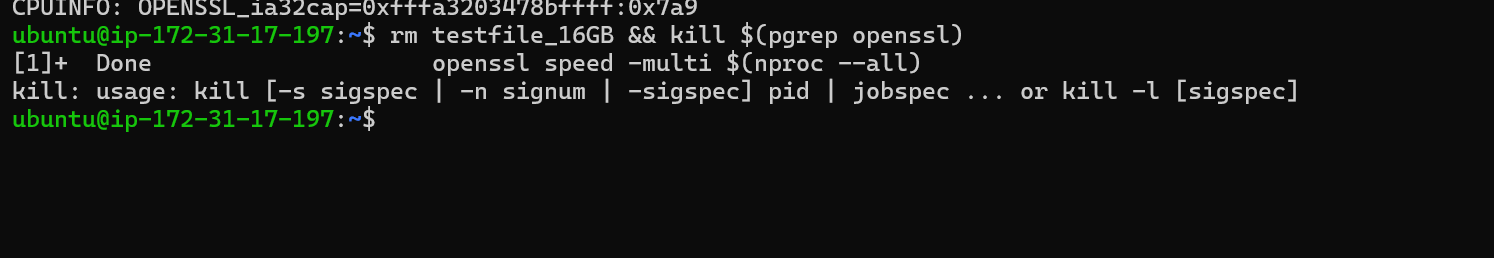 CPUINFO: OPENSSL_ia32cap=0xfffa3203478bffff:0x7a9
ubuntu@ip-172-31-17-197:~$ rm testfile_16GB && kill $(pgrep openssl)
[1]+  Done                    openssl speed -multi $(nproc --all)
kill: usage: kill [-s sigspec | -n signum | -sigspec] pid | jobspec ... or kill -l [sigspec]
ubuntu@ip-172-31-17-197:~$